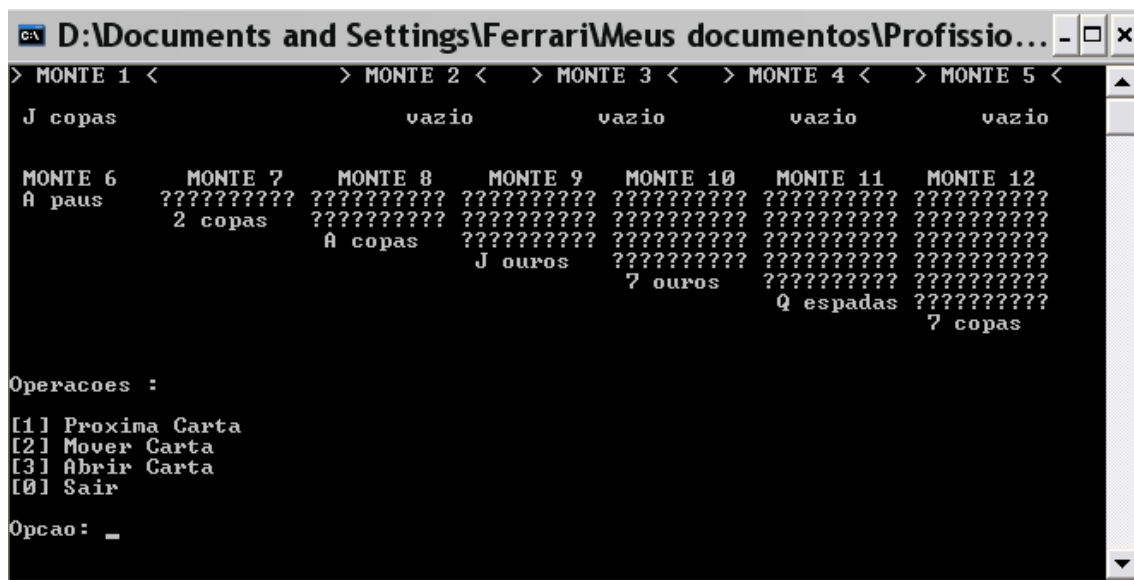 D:\Documents and Settings\Ferrari\Meus documentos\Profissio...
> MONTE 1 < > MONTE 2 < > MONTE 3 < > MONTE 4 < > MONTE 5 <
J copas vazio vazio vazio vazio
MONTE 6 MONTE 7 MONTE 8 MONTE 9 MONTE 10 MONTE 11 MONTE 12
A paus ?????????? ?????????? ?????????? ?????????? ?????????? ??????????
2 copas ?????????? ?????????? ?????????? ?????????? ??????????
A copas ?????????? ?????????? ?????????? ??????????
J ouros ?????????? ?????????? ??????????
7 ouros ?????????? ??????????
Q espadas ??????????
7 copas
Operacoes :
[1] Proxima Carta
[2] Mover Carta
[3] Abrir Carta
[0] Sair
Opcao: _